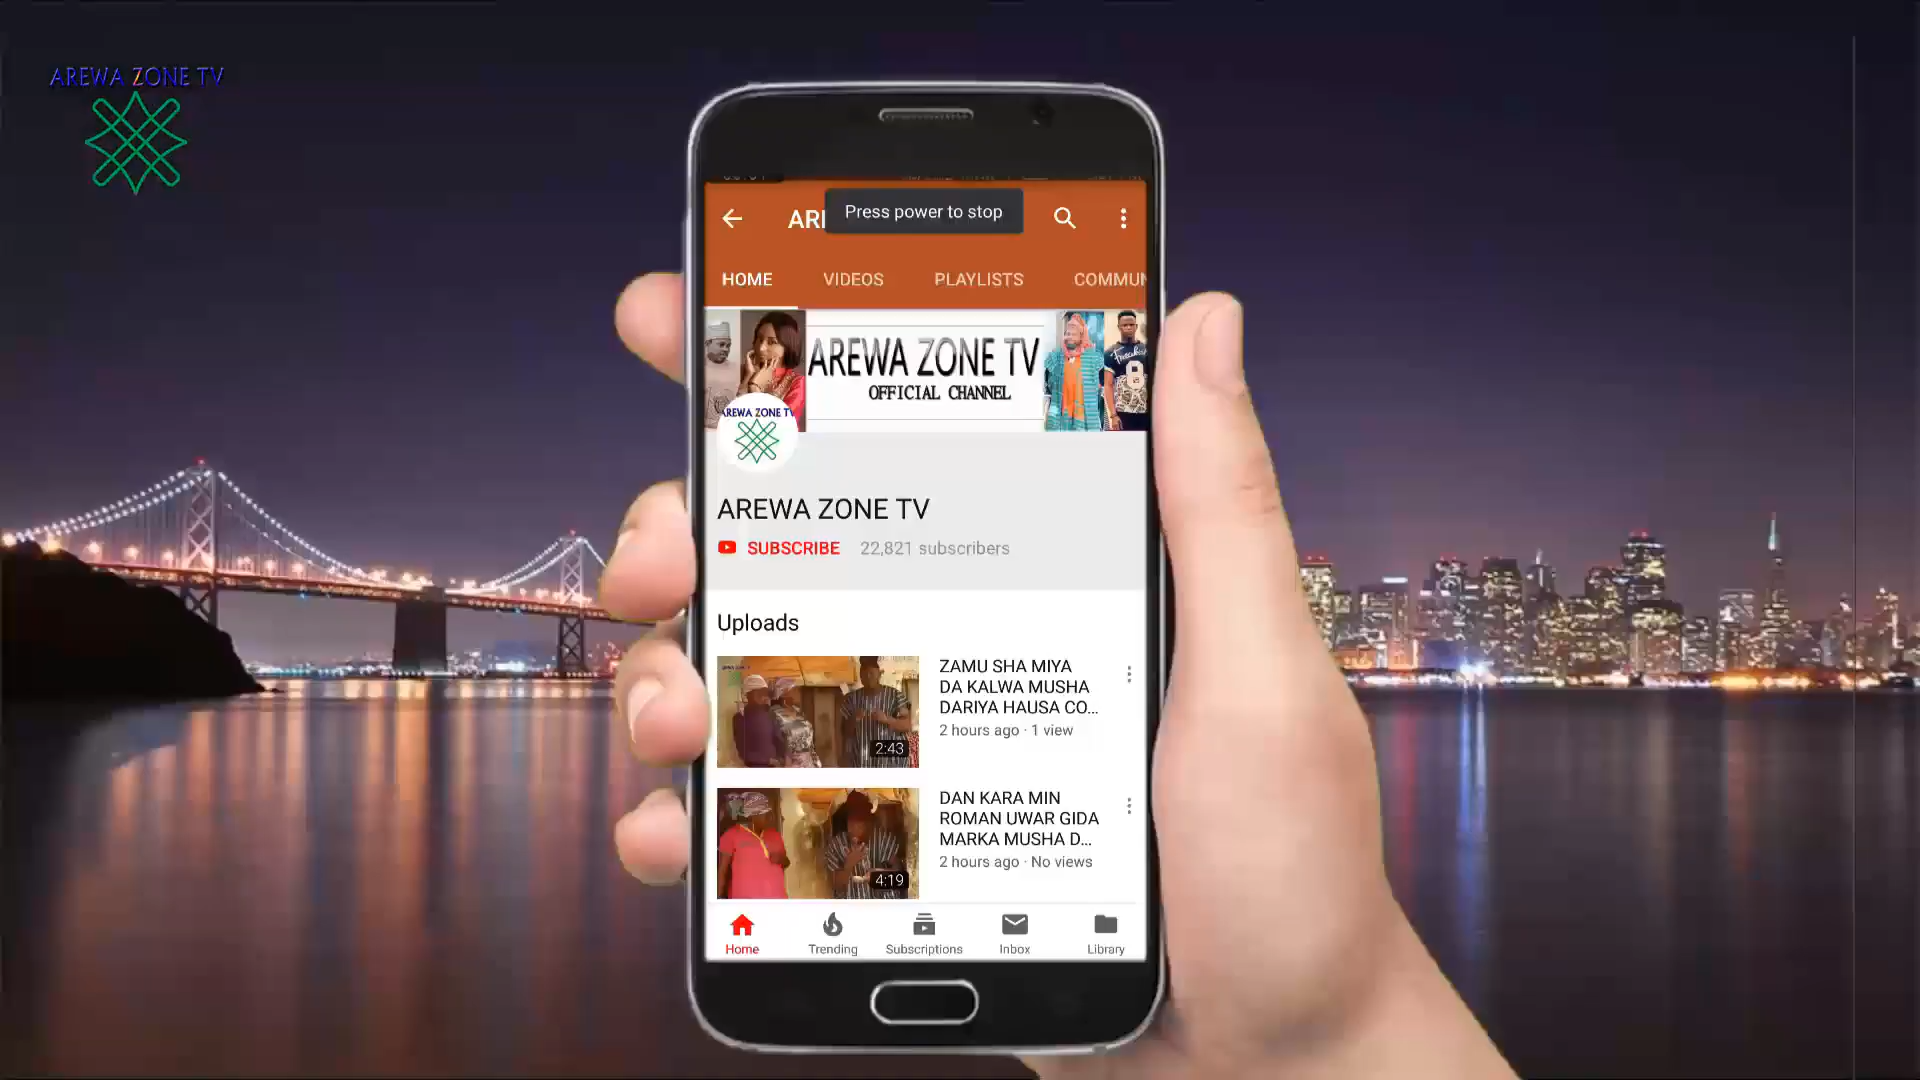 AREWA ZONE TV
Press power to stop
HOME VIDEOS PLAYLISTS COMMUN
AREWA ZONE TV
OFFICIAL CHANNEL
AREWA ZONE TV
8
AREWA ZONE TV
SUBSCRIBE 22,821 subscribers
Uploads
ZAMU SHA MIYA
DA KALWA MUSHA
DARIYA HAUSA CO...
2 hours ago · 1 view
2:43
DAN KARA MIN
ROMAN UWAR GIDA
MARKA MUSHA D...
2 hours ago · No views
4:19
Home Trending Subscriptions Inbox Library